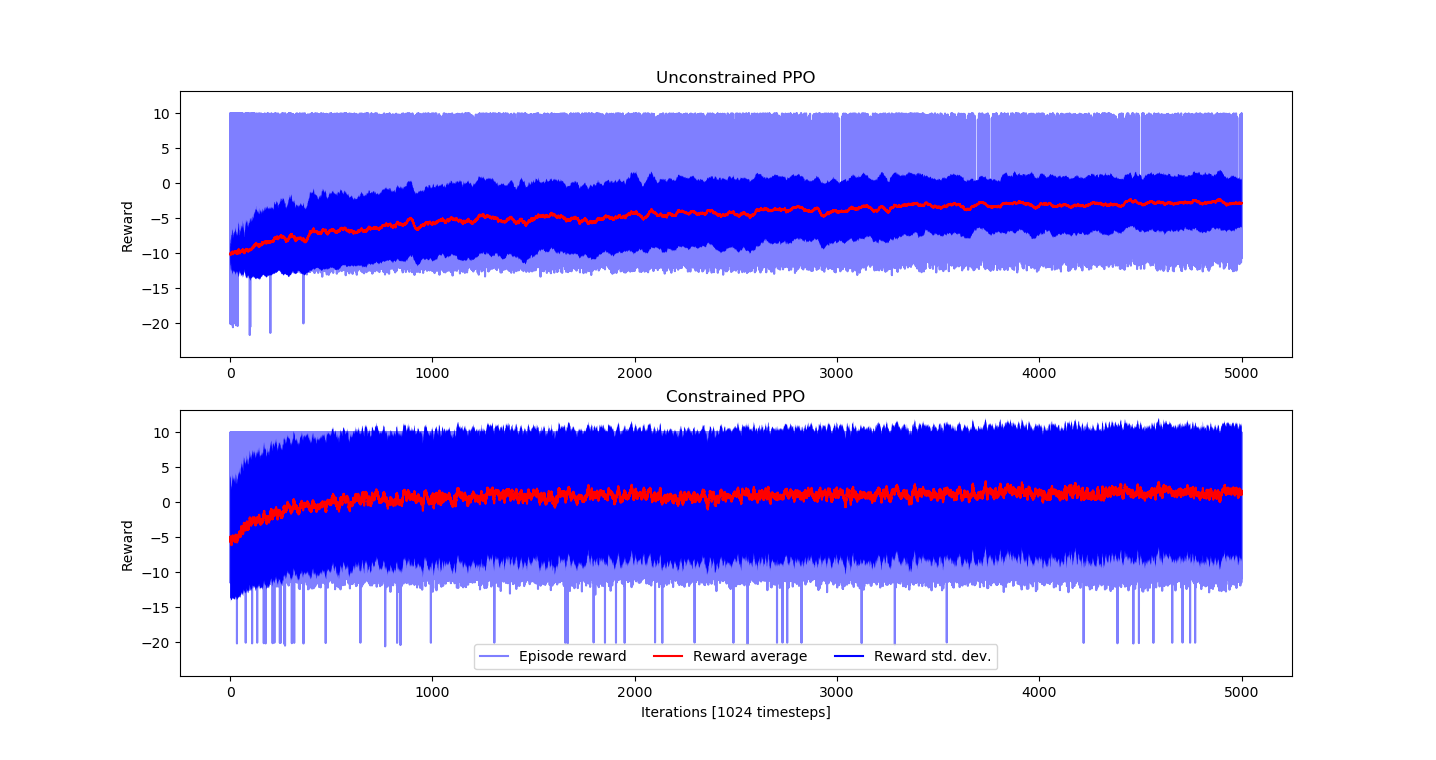 Unconstrained PPO
10
5
0
−5
−10
−15
−20
Reward
0 1000 2000 3000 4000 5000
Constrained PPO
10
5
0
−5
−10
−15
−20
Reward
Episode reward Reward average Reward std. dev.
0 1000 2000 3000 4000 5000
Iterations [1024 timesteps]